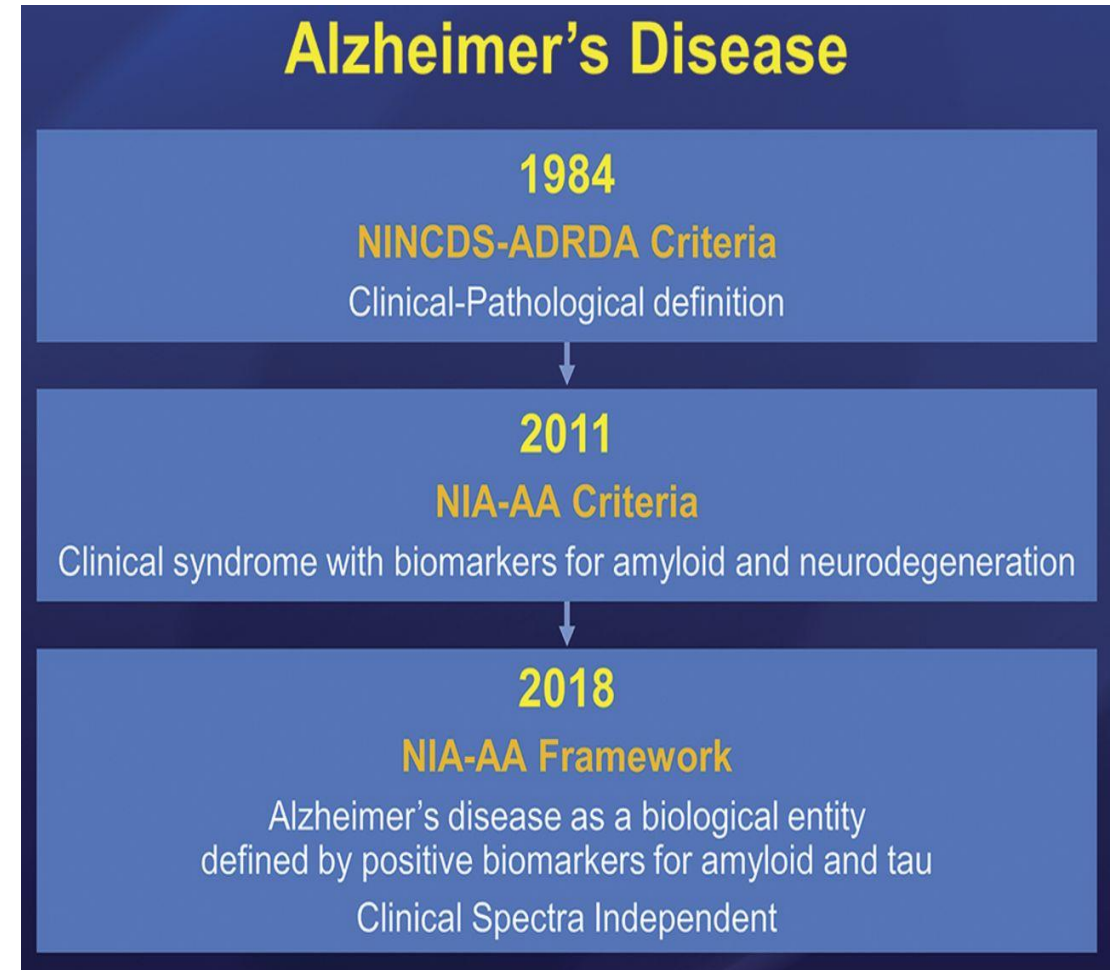 Alzheimer’s Disease
1984
NINCDS-ADRDA Criteria
Clinical-Pathological definition
2011
NIA-AA Criteria
Clinical syndrome with biomarkers for amyloid and neurodegeneration
2018
NIA-AA Framework
Alzheimer’s disease as a biological entity
defined by positive biomarkers for amyloid and tau
Clinical Spectra Independent